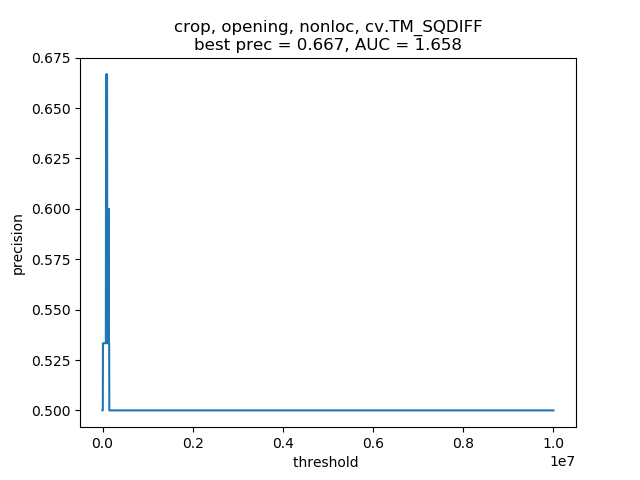 crop, opening, nonloc, cv.TM_SQDIFF
best prec = 0.667, AUC = 1.658
0.675
0.650
0.625
0.600
0.575
0.550
0.525
0.500
precision
0.0
0.2
0.4
0.6
0.8
1.0
1e7
threshold